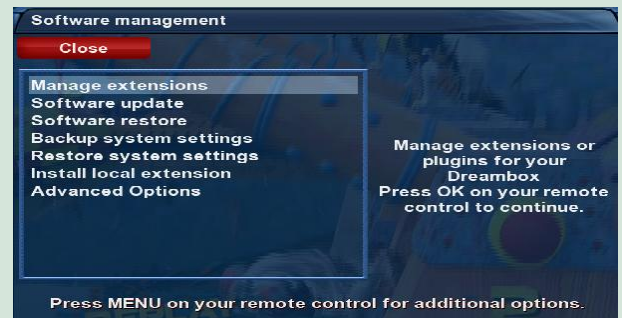 Software management
Close
Manage extensions
Software update
Software restore
Backup system settings
Restore system settings
Install local extension
Advanced Options
Manage extensions or
plugins for your
Dreambox
Press OK on your remote
control to continue.
Press MENU on your remote control for additional options.